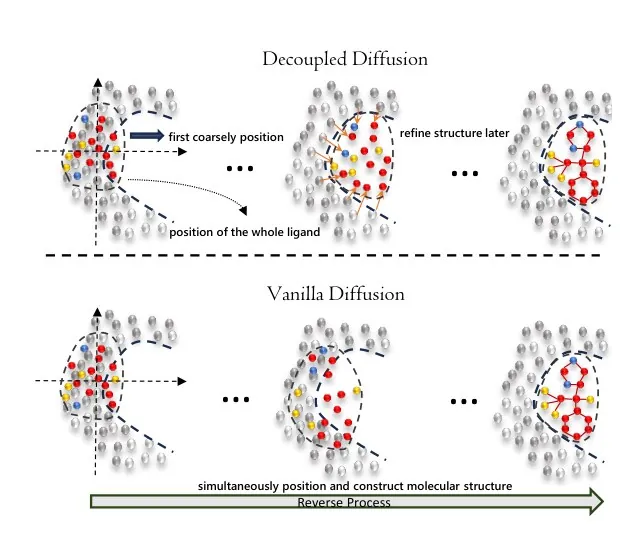 Decoupled Diffusion
first coarsely position
refine structure later
position of the whole ligand
Vanilla Diffusion
simultaneously position and construct molecular structure
Reverse Process